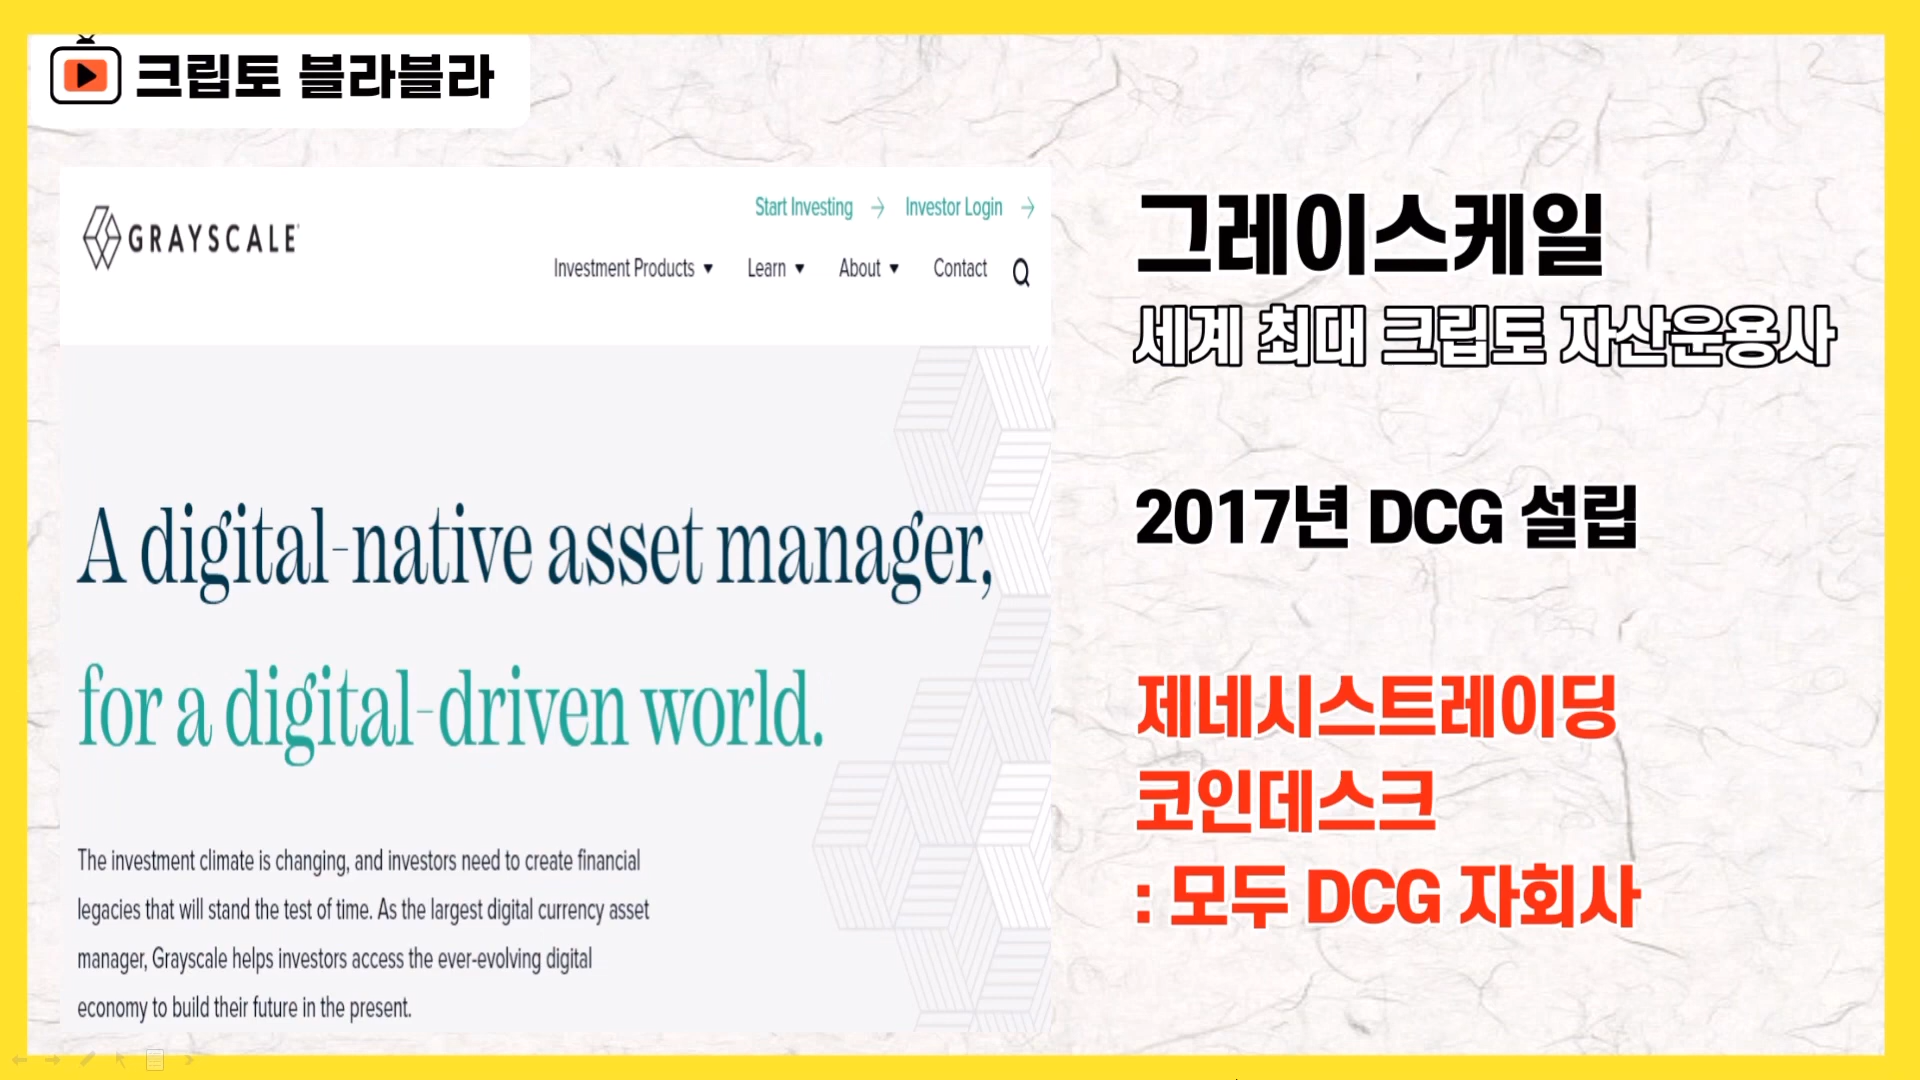 크립토 블라블라
GRAYSCALE
Start Investing → Investor Login →
Investment Products ▼ Learn ▼ About ▼ Contact
A digital-native asset manager,
for a digital-driven world.
The investment climate is changing, and investors need to create financial
legacies that will stand the test of time. As the largest digital currency asset
manager, Grayscale helps investors access the ever-evolving digital
economy to build their future in the present.
그레이스케일
세계 최대 크립토 자산운용사
2017년 DCG 설립
제네시스트레이딩
코인데스크
: 모두 DCG 자회사